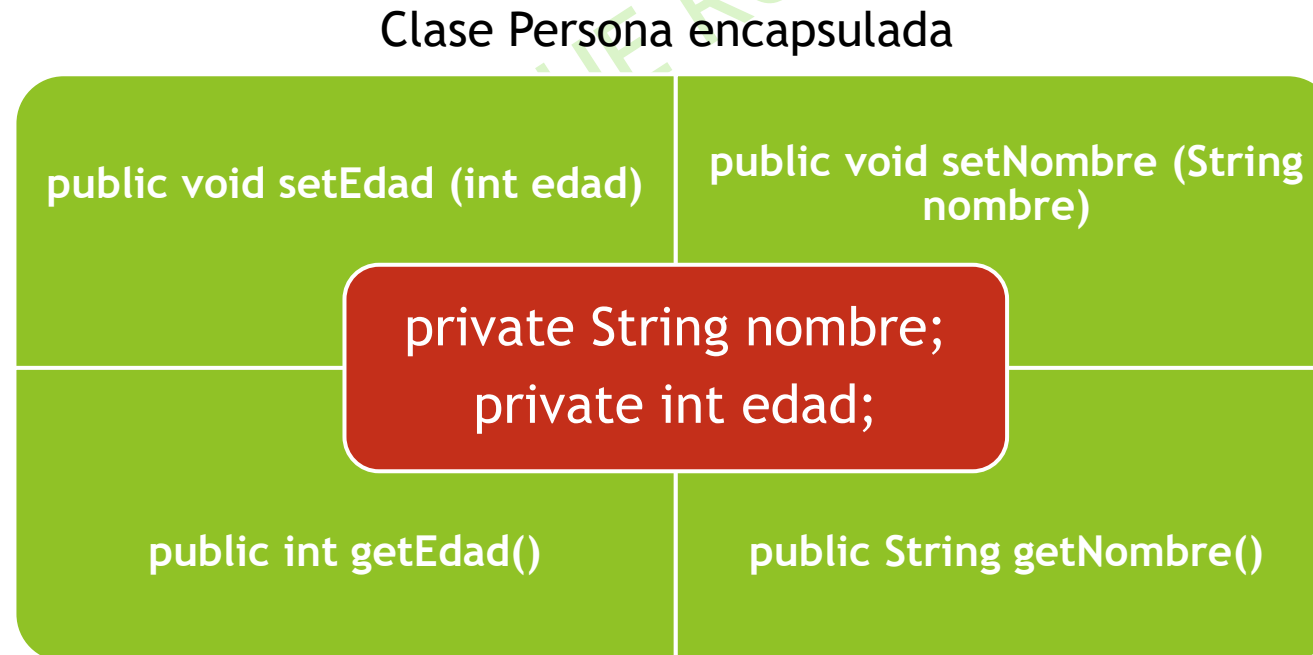 Clase Persona encapsulada
public void setEdad (int edad)
public void setNombre (String
nombre)
private String nombre;
private int edad;
public int getEdad()
public String getNombre()